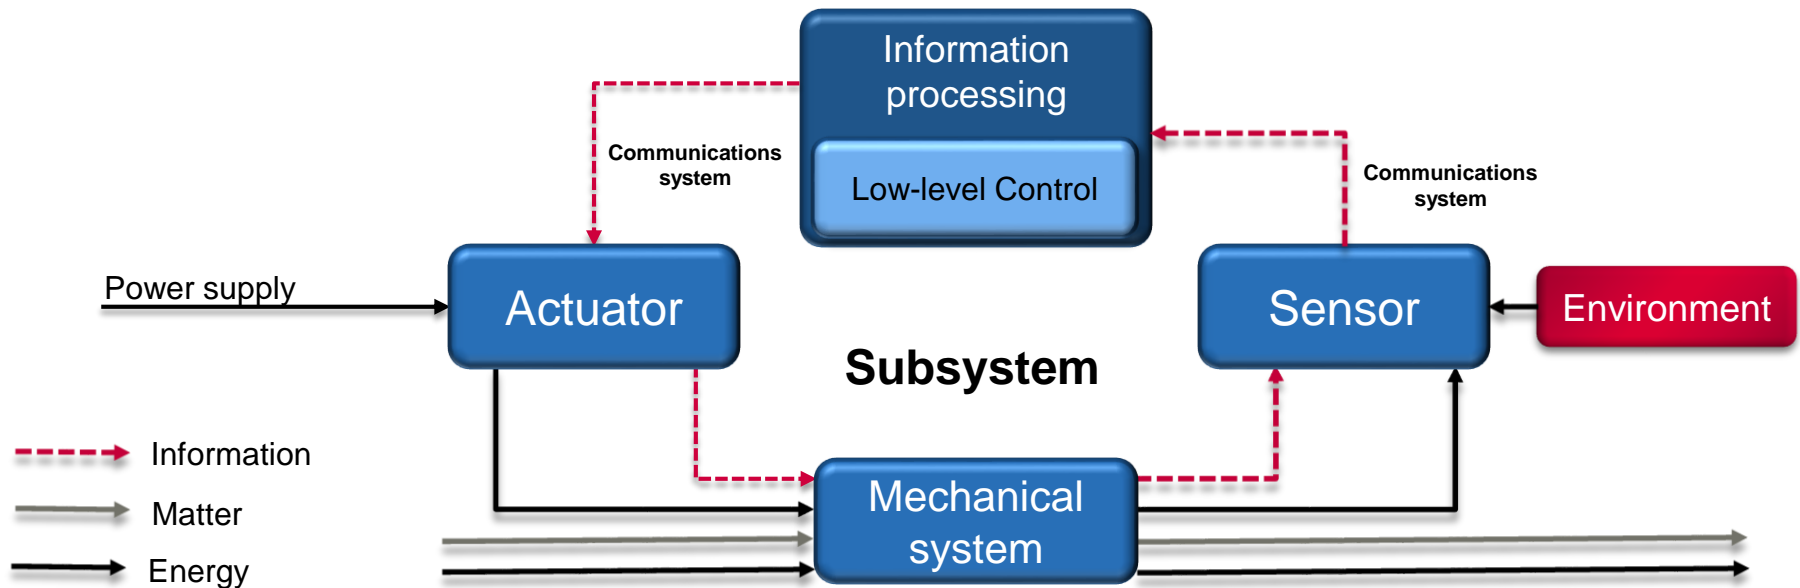 Information
processing
Low-level Control
Communications
system
Communications
system
Power supply
Actuator
Sensor
Environment
Subsystem
Information
Matter
Energy
Mechanical
system